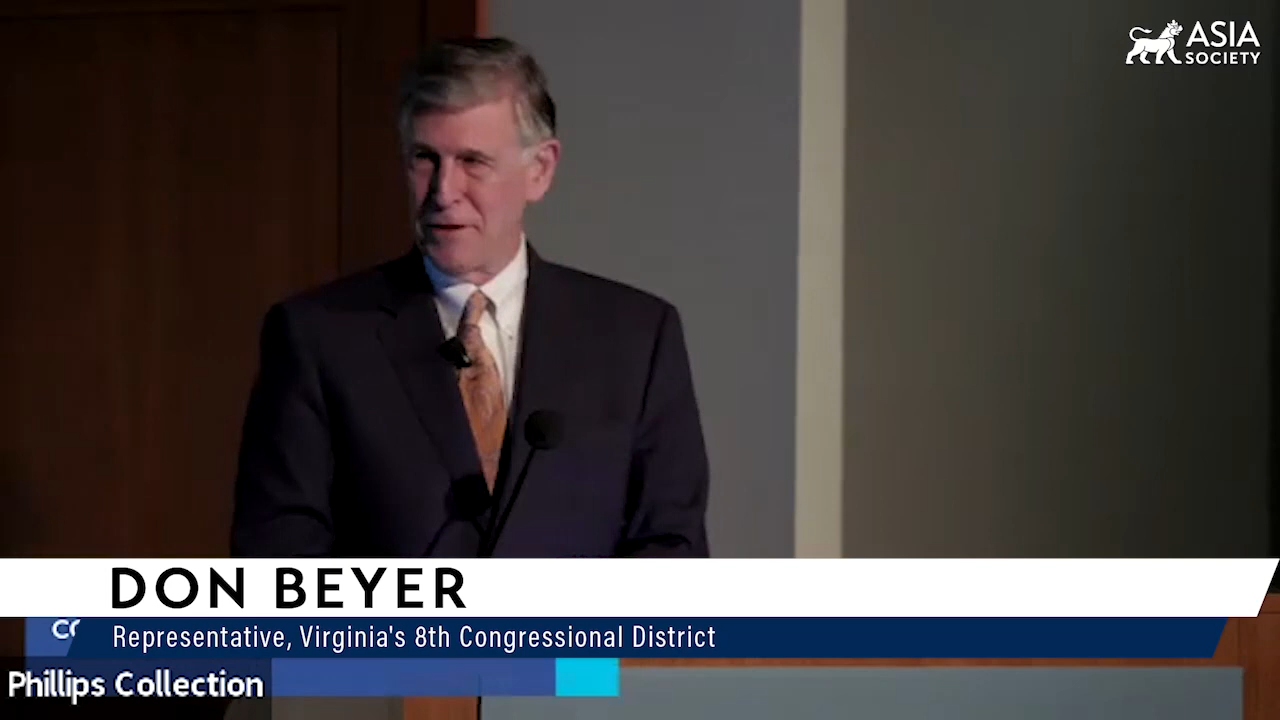 ASIA
SOCIETY
DON BEYER
Representative, Virginia's 8th Congressional District
Phillips Collection